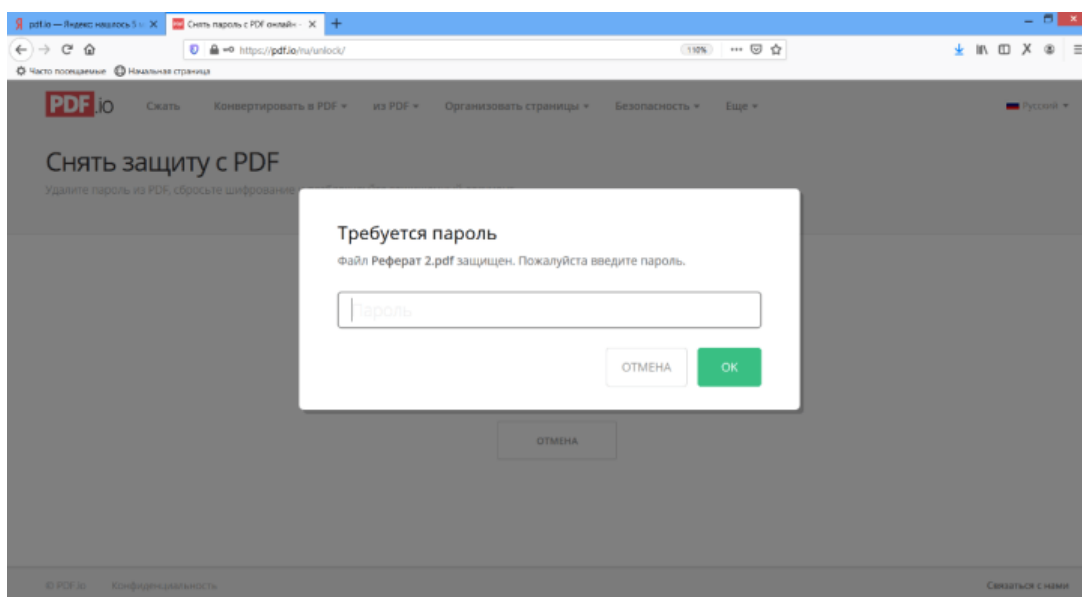 pdf.io — Яндекс: нашлось 5
Снять пароль с PDF онлайн -
https://pdf.io/ru/unlock/
110%
Часто посещаемые
Начальная страница
PDF.io
Сжать
Конвертировать в PDF
из PDF
Организовать страницы
Безопасность
Еще
Русский
Снять защиту с PDF
Удалите пароль из PDF, сбросьте шифрование
Требуется пароль
Файл Реферат 2.pdf защищен. Пожалуйста введите пароль.
Пароль
ОТМЕНА
OK
ОТМЕНА
PDF.io
Конфиденциальность
Связаться с нами